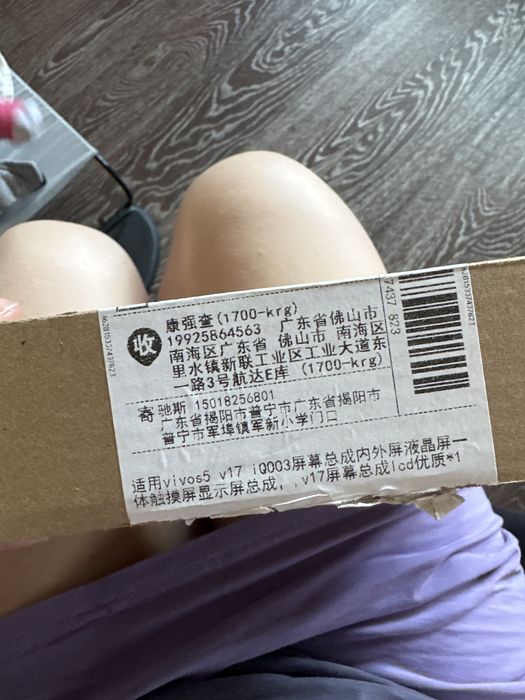 收
康强查(1700-krg)
19925864563 广东省佛山市
南海区广东省 佛山市 南海区
里水镇新联工业区工业大道东
一路3号航达E库 (1700-krg)
寄 驰斯 15018256801
广东省揭阳市普宁市广东省揭阳市
普宁市军埠镇军新小学门口
适用vivos5 v17 iQOO3屏幕总成内外屏液晶屏一
体触摸屏显示屏总成,,v17屏幕总成lcd优质*1
7437 823